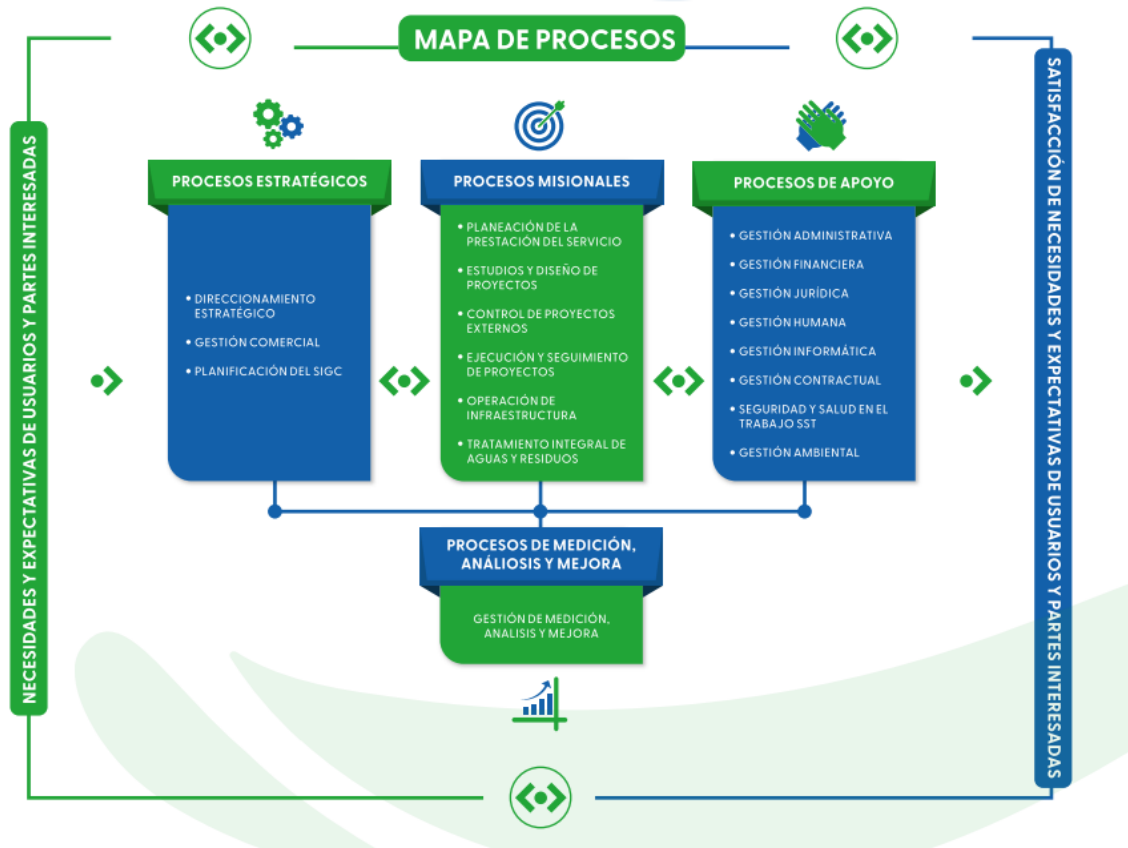 MAPA DE PROCESOS
NECESIDADES Y EXPECTATIVAS DE USUARIOS Y PARTES INTERESADAS
PROCESOS ESTRATÉGICOS
• DIRECCIONAMIENTO
ESTRATÉGICO
• GESTIÓN COMERCIAL
• PLANIFICACIÓN DEL SIGC
PROCESOS MISIONALES
• PLANEACIÓN DE LA
PRESTACIÓN DEL SERVICIO
• ESTUDIOS Y DISEÑO DE
PROYECTOS
• CONTROL DE PROYECTOS
EXTERNOS
• EJECUCIÓN Y SEGUIMIENTO
DE PROYECTOS
• OPERACIÓN DE
INFRAESTRUCTURA
• TRATAMIENTO INTEGRAL DE
AGUAS Y RESIDUOS
PROCESOS DE APOYO
• GESTIÓN ADMINISTRATIVA
• GESTIÓN FINANCIERA
• GESTIÓN JURÍDICA
• GESTIÓN HUMANA
• GESTIÓN INFORMÁTICA
• GESTIÓN CONTRACTUAL
• SEGURIDAD Y SALUD EN EL
TRABAJO SST
• GESTIÓN AMBIENTAL
PROCESOS DE MEDICIÓN,
ANÁLIOSIS Y MEJORA
GESTIÓN DE MEDICIÓN,
ANALISIS Y MEJORA
SATISFACCIÓN DE NECESIDADES Y EXPECTATIVAS DE USUARIOS Y PARTES INTERESADAS